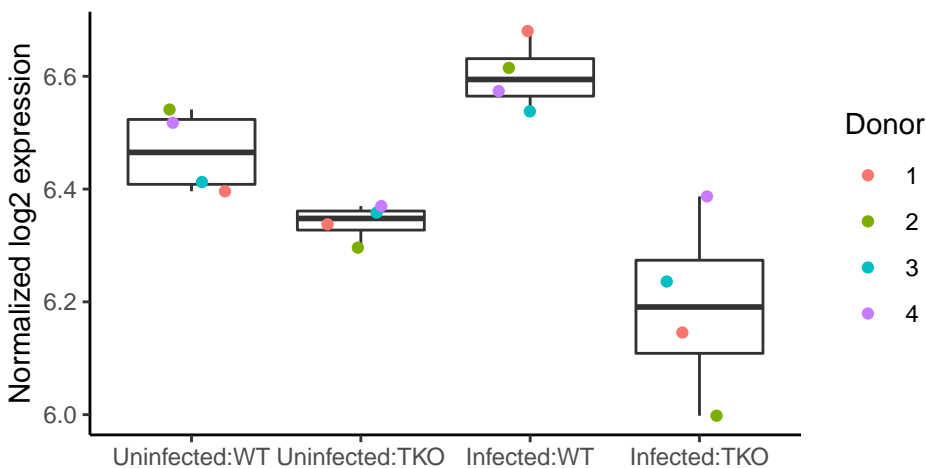 Normalized log2 expression
6.6
6.4
6.2
6.0
Uninfected:WT Uninfected:TKO Infected:WT Infected:TKO
Donor
1
2
3
4